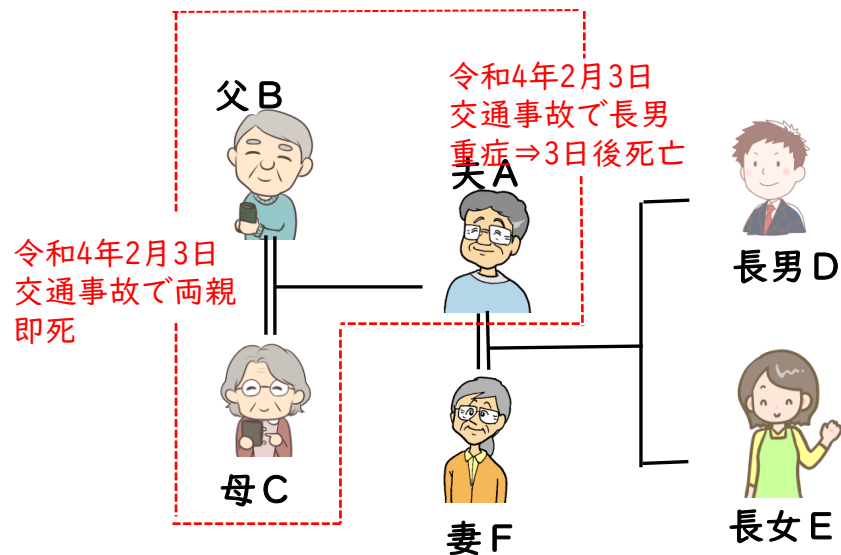 父B
令和4年2月3日
交通事故で長男
重症⇒3日後死亡
夫A
令和4年2月3日
交通事故で両親
即死
長男D
母C
妻F
長女E